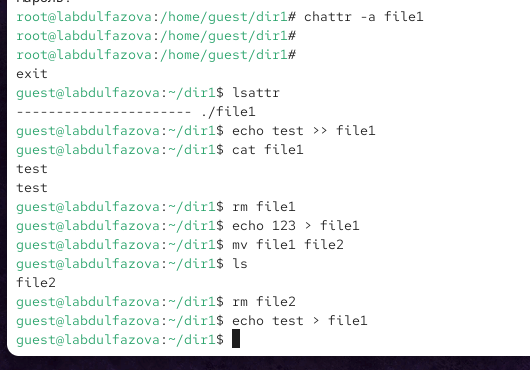 Пароль:
root@labdulfazova:/home/guest/dir1# chattr -a file1
root@labdulfazova:/home/guest/dir1#
root@labdulfazova:/home/guest/dir1#
exit
guest@labdulfazova:~/dir1$ lsattr
---------------------- ./file1
guest@labdulfazova:~/dir1$ echo test >> file1
guest@labdulfazova:~/dir1$ cat file1
test
test
guest@labdulfazova:~/dir1$ rm file1
guest@labdulfazova:~/dir1$ echo 123 > file1
guest@labdulfazova:~/dir1$ mv file1 file2
guest@labdulfazova:~/dir1$ ls
file2
guest@labdulfazova:~/dir1$ rm file2
guest@labdulfazova:~/dir1$ echo test > file1
guest@labdulfazova:~/dir1$